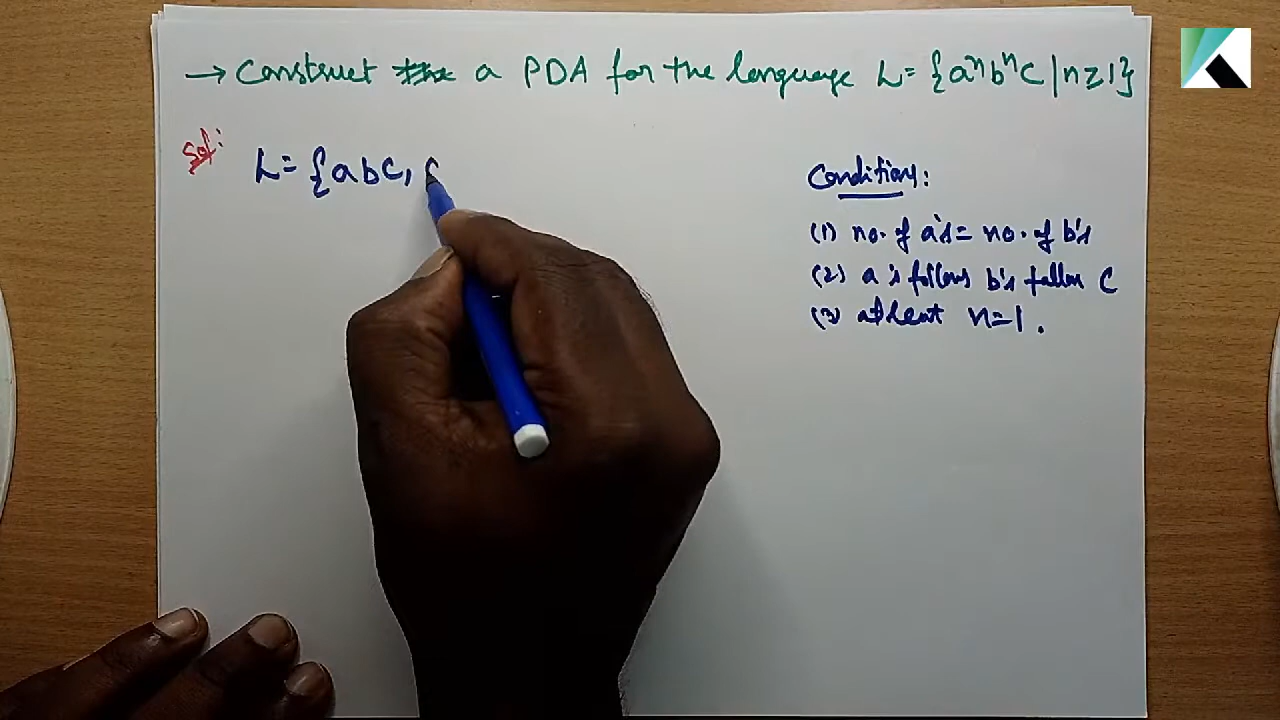 → Construct a PDA for the language L = {aⁿbⁿc | n≥1}
Sol:
L= {abc,
Conditions:
(1) no. of a's = no. of b's
(2) a's follows b's follow C
(3) atleast n=1.